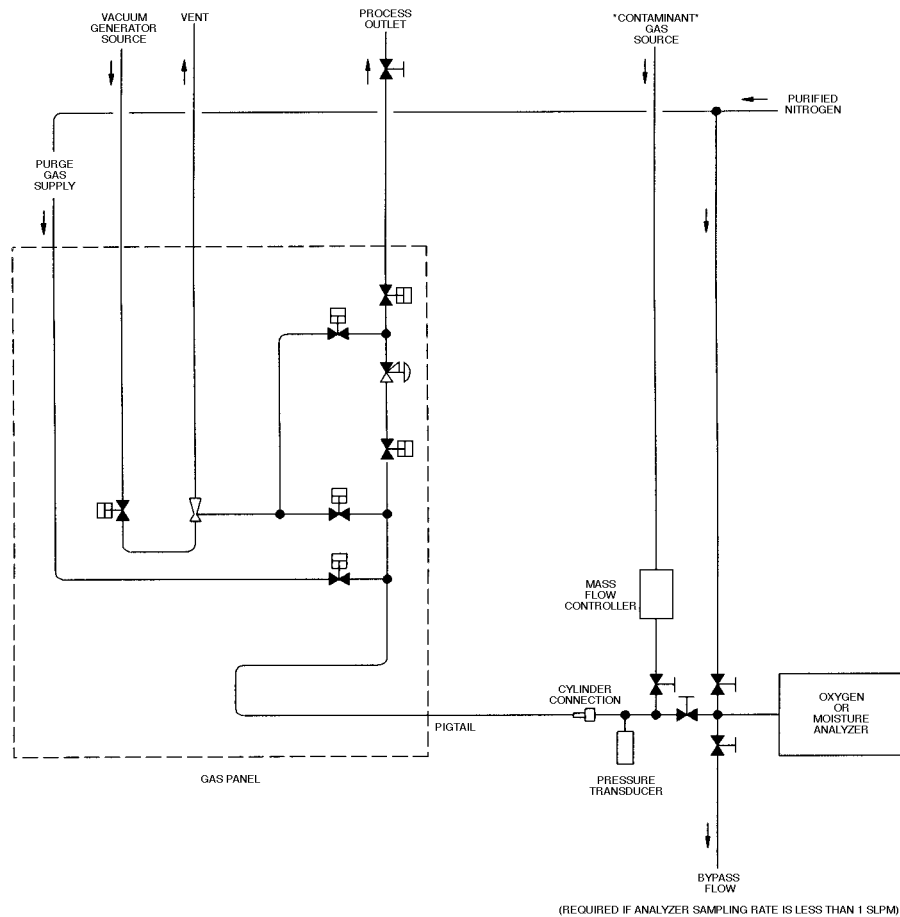 VACUUM
GENERATOR
SOURCE
VENT
PROCESS
OUTLET
"CONTAMINANT"
GAS
SOURCE
PURIFIED
NITROGEN
PURGE
GAS
SUPPLY
MASS
FLOW
CONTROLLER
CYLINDER
CONNECTION
OXYGEN
OR
MOISTURE
ANALYZER
PIGTAIL
GAS PANEL
PRESSURE
TRANSDUCER
BYPASS
FLOW
(REQUIRED IF ANALYZER SAMPLING RATE IS LESS THAN 1 SLPM)